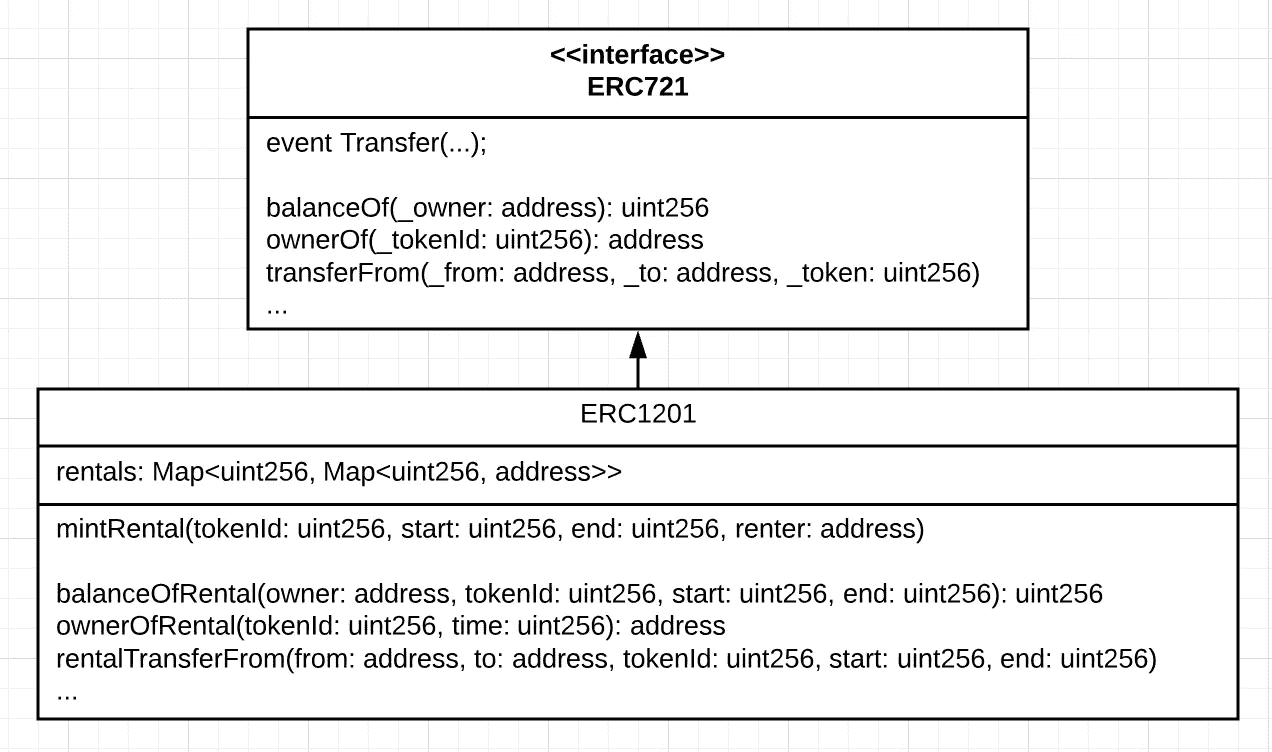 <<interface>>
ERC721
event Transfer(...);
balanceOf(_owner: address): uint256
ownerOf(_tokenId: uint256): address
transferFrom(_from: address, _to: address, _token: uint256)
...
ERC1201
rentals: Map<uint256, Map<uint256, address>>
mintRental(tokenId: uint256, start: uint256, end: uint256, renter: address)
balanceOfRental(owner: address, tokenId: uint256, start: uint256, end: uint256): uint256
ownerOfRental(tokenId: uint256, time: uint256): address
rentalTransferFrom(from: address, to: address, tokenId: uint256, start: uint256, end: uint256)
...